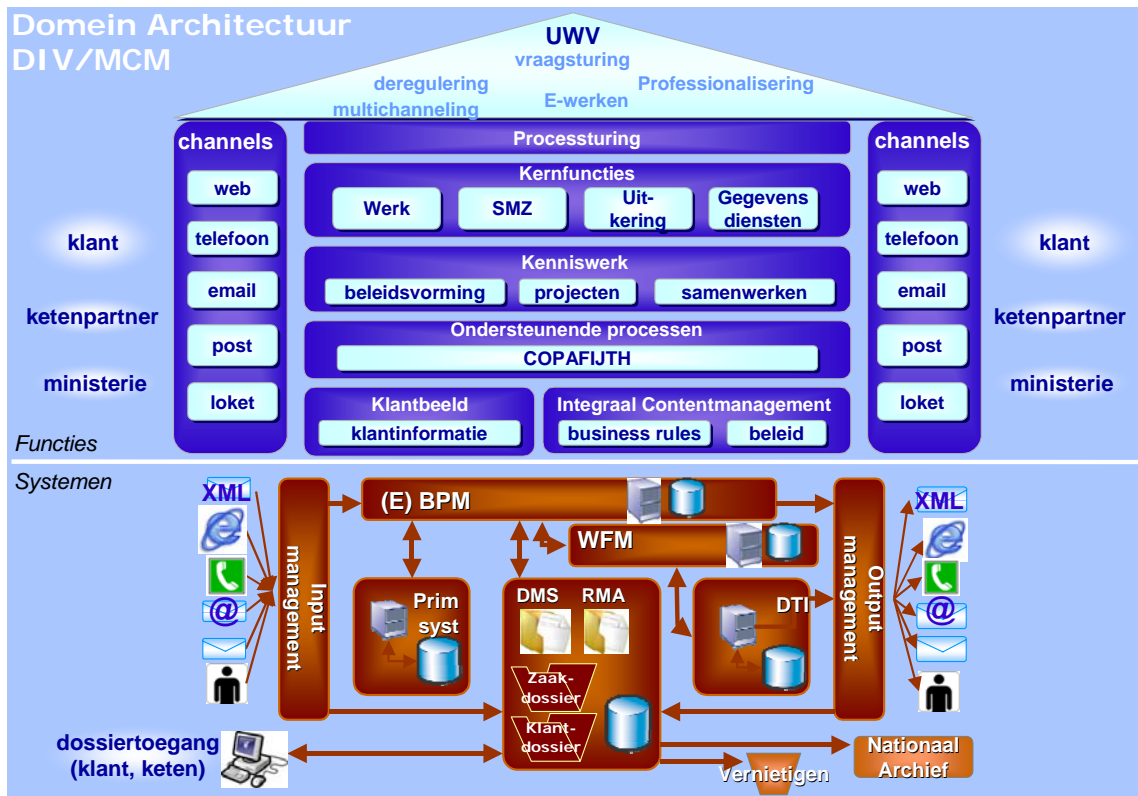 Domein Architectuur
DIV/MCM
UWV
vraagsturing
deregulering
Professionalisering
multichanneling
E-werken
channels
web
telefoon
email
post
loket
klant
ketenpartner
ministerie
Processturing
Kernfuncties
Werk
SMZ
Uit-
kering
Gegevens
diensten
Kenniswerk
beleidsvorming
projecten
samenwerken
Ondersteunende processen
COPAFIJTH
Klantbeeld
klantinformatie
Integraal Contentmanagement
business rules
beleid
channels
web
telefoon
email
post
loket
klant
ketenpartner
ministerie
Functies
Systemen
XML
@
Input
management
(E) BPM
WFM
Prim
syst
DMS
RMA
Zaak-
dossier
Klant-
dossier
DTI
Output
management
XML
@
dossiertoegang
(klant, keten)
Vernietigen
Nationaal
Archief